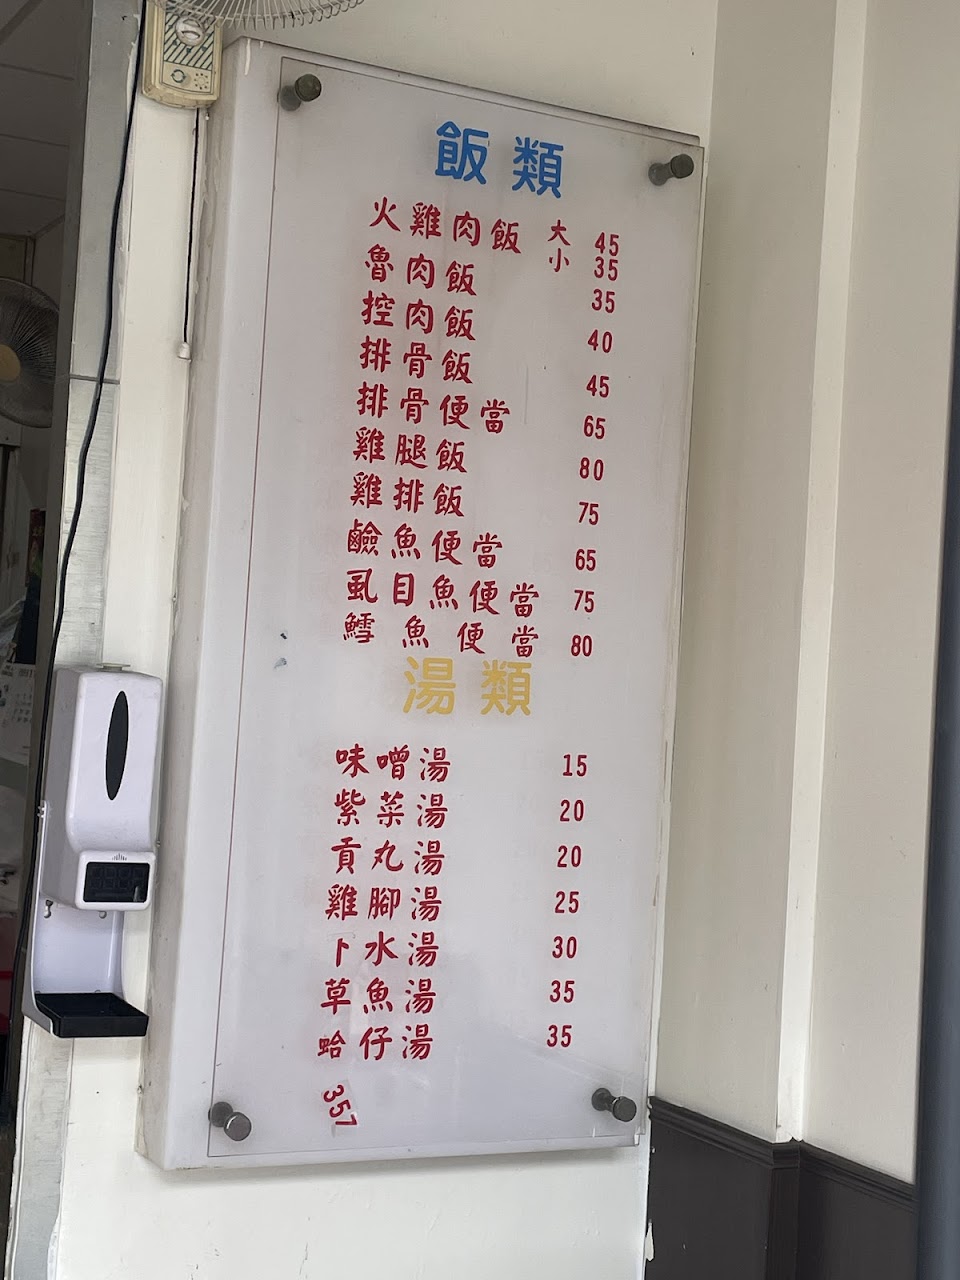 飯類
火雞肉飯 大 45
小 35
魯肉飯 35
控肉飯 40
排骨飯 45
排骨便當 65
雞腿飯 80
雞排飯 75
鹼魚便當 65
虱目魚便當 75
鱈魚便當 80
湯類
味噌湯 15
紫菜湯 20
貢丸湯 20
雞腳湯 25
卜水湯 30
草魚湯 35
蛤仔湯 35
357